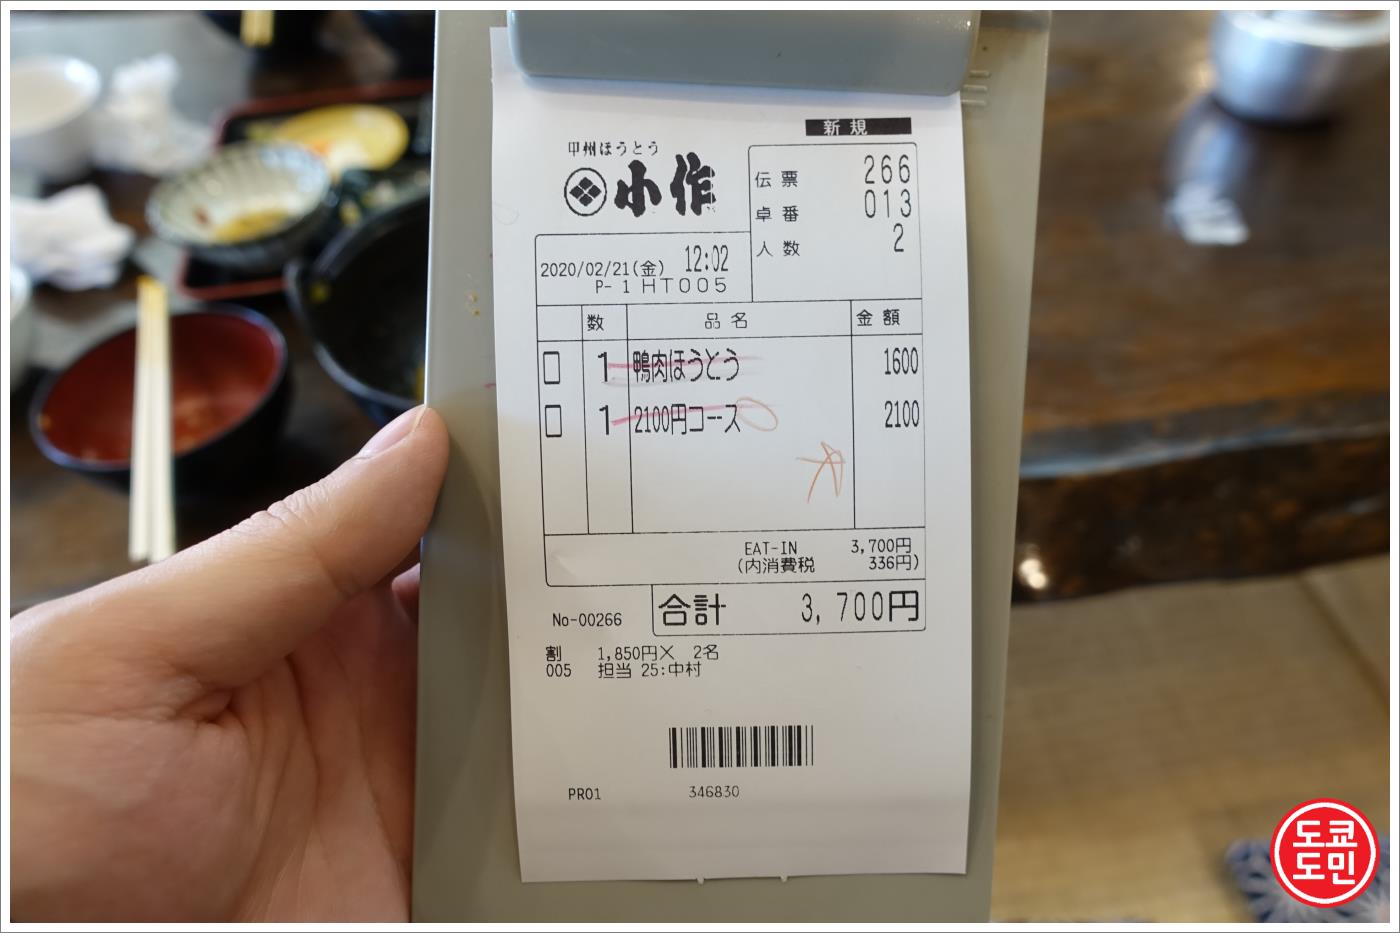 新規
甲州ほうとう
小作
伝票 266
卓番 013
人数 2
2020/02/21(金) 12:02
P- 1 HT005
数 品名 金額
1 鴨肉ほうとう 1600
1 2100円コース 2100
EAT-IN 3,700円
(内消費税 336円)
合計 3,700円
No-00266
割 1,850円× 2名
005 担当 25:中村
PR01 346830
도쿄
도민